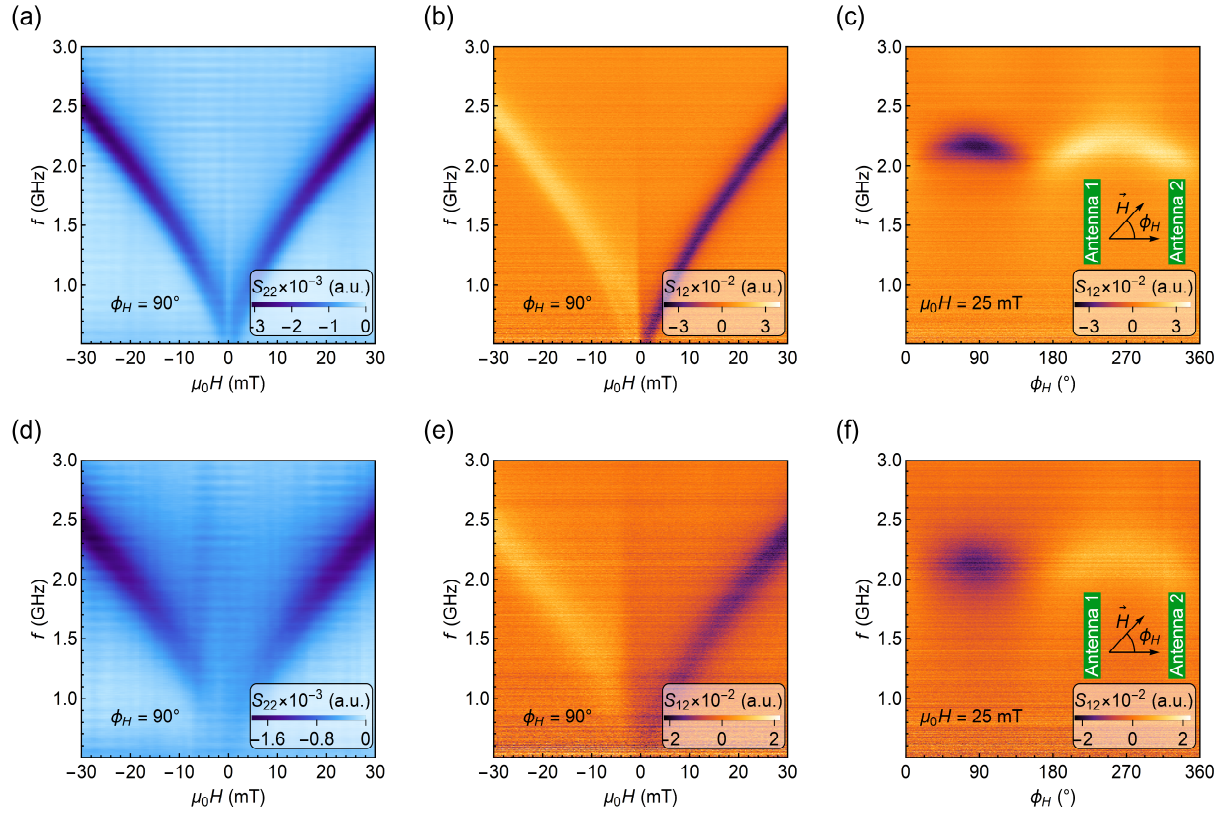 (a)
(b)
(c)
3.0
2.5
2.0
1.5
1.0
f (GHz)
ϕH = 90°
S22×10−3 (a.u.)
−3 −2 −1 0
−30 −20 −10 0 10 20 30
μ0H (mT)
3.0
2.5
2.0
1.5
1.0
f (GHz)
ϕH = 90°
S12×10−2 (a.u.)
−3 0 3
−30 −20 −10 0 10 20 30
μ0H (mT)
3.0
2.5
2.0
1.5
1.0
f (GHz)
Antenna 1
H
ϕH
Antenna 2
μ0H = 25 mT
S12×10−2 (a.u.)
−3 0 3
0 90 180 270 360
ϕH (°)
(d)
(e)
(f)
3.0
2.5
2.0
1.5
1.0
f (GHz)
ϕH = 90°
S22×10−3 (a.u.)
−1.6 −0.8 0
−30 −20 −10 0 10 20 30
μ0H (mT)
3.0
2.5
2.0
1.5
1.0
f (GHz)
ϕH = 90°
S12×10−2 (a.u.)
−2 0 2
−30 −20 −10 0 10 20 30
μ0H (mT)
3.0
2.5
2.0
1.5
1.0
f (GHz)
Antenna 1
H
ϕH
Antenna 2
μ0H = 25 mT
S12×10−2 (a.u.)
−2 0 2
0 90 180 270 360
ϕH (°)